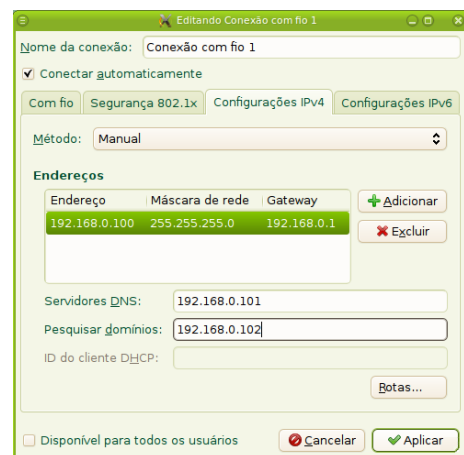 Editando Conexão com fio 1
Nome da conexão: Conexão com fio 1
Conectar automaticamente
Com fio Segurança 802.1x Configurações IPv4 Configurações IPv6
Método: Manual
Endereços
Endereço Máscara de rede Gateway
192.168.0.100 255.255.255.0 192.168.0.1
Adicionar
Excluir
Servidores DNS: 192.168.0.101
Pesquisar domínios: 192.168.0.102
ID do cliente DHCP:
Rotas...
Disponível para todos os usuários Cancelar Aplicar